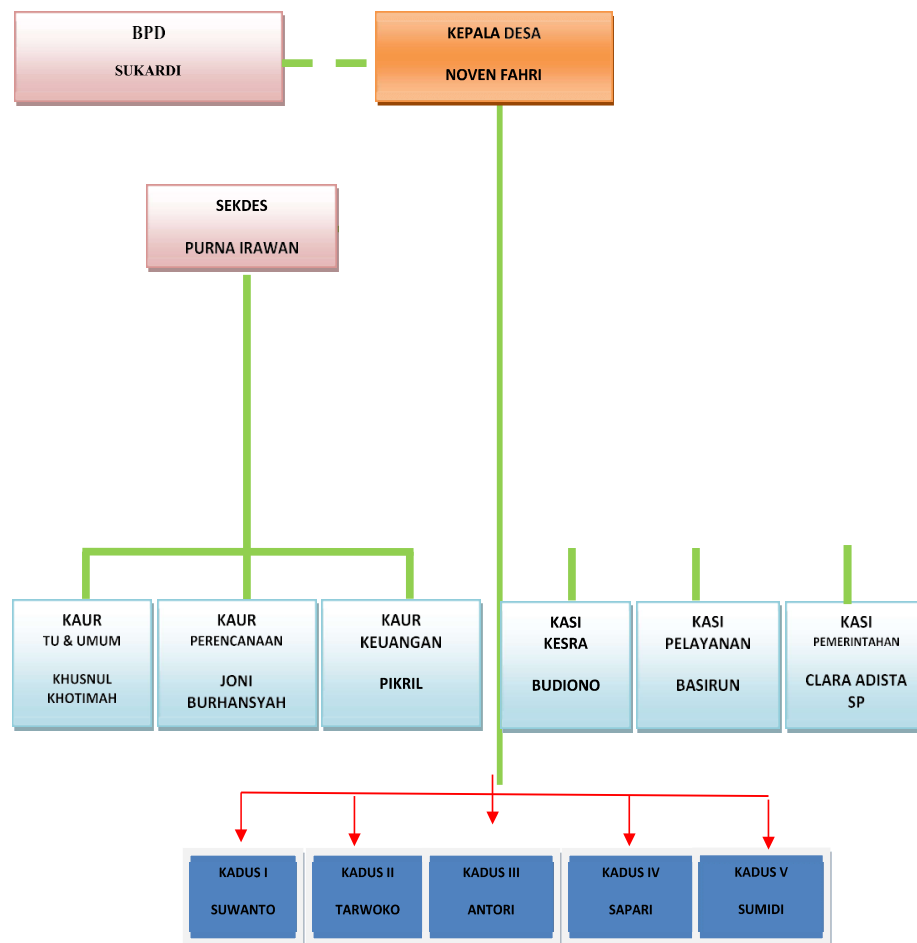 BPD
SUKARDI
KEPALA DESA
NOVEN FAHRI
SEKDES
PURNA IRAWAN
KAUR
TU & UMUM
KHUSNUL
KHOTIMAH
KAUR
PERENCANAAN
JONI
BURHANSYAH
KAUR
KEUANGAN
PIKRIL
KASI
KESRA
BUDIONO
KASI
PELAYANAN
BASIRUN
KASI
PEMERINTAHAN
CLARA ADISTA
SP
KADUS I
SUWANTO
KADUS II
TARWOKO
KADUS III
ANTORI
KADUS IV
SAPARI
KADUS V
SUMIDI